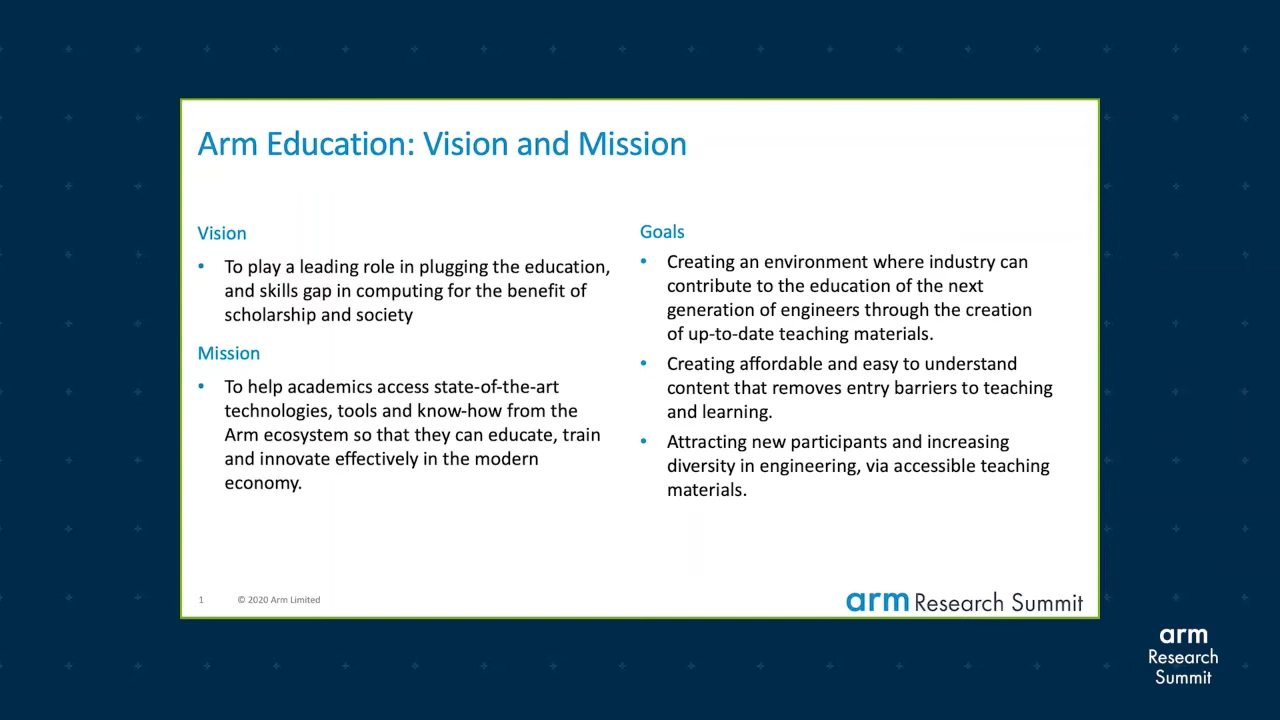 Arm Education: Vision and Mission
Vision
• To play a leading role in plugging the education,
and skills gap in computing for the benefit of
scholarship and society
Mission
• To help academics access state-of-the-art
technologies, tools and know-how from the
Arm ecosystem so that they can educate, train
and innovate effectively in the modern
economy.
Goals
• Creating an environment where industry can
contribute to the education of the next
generation of engineers through the creation
of up-to-date teaching materials.
• Creating affordable and easy to understand
content that removes entry barriers to teaching
and learning.
• Attracting new participants and increasing
diversity in engineering, via accessible teaching
materials.
1 © 2020 Arm Limited
arm Research Summit
arm
Research
Summit